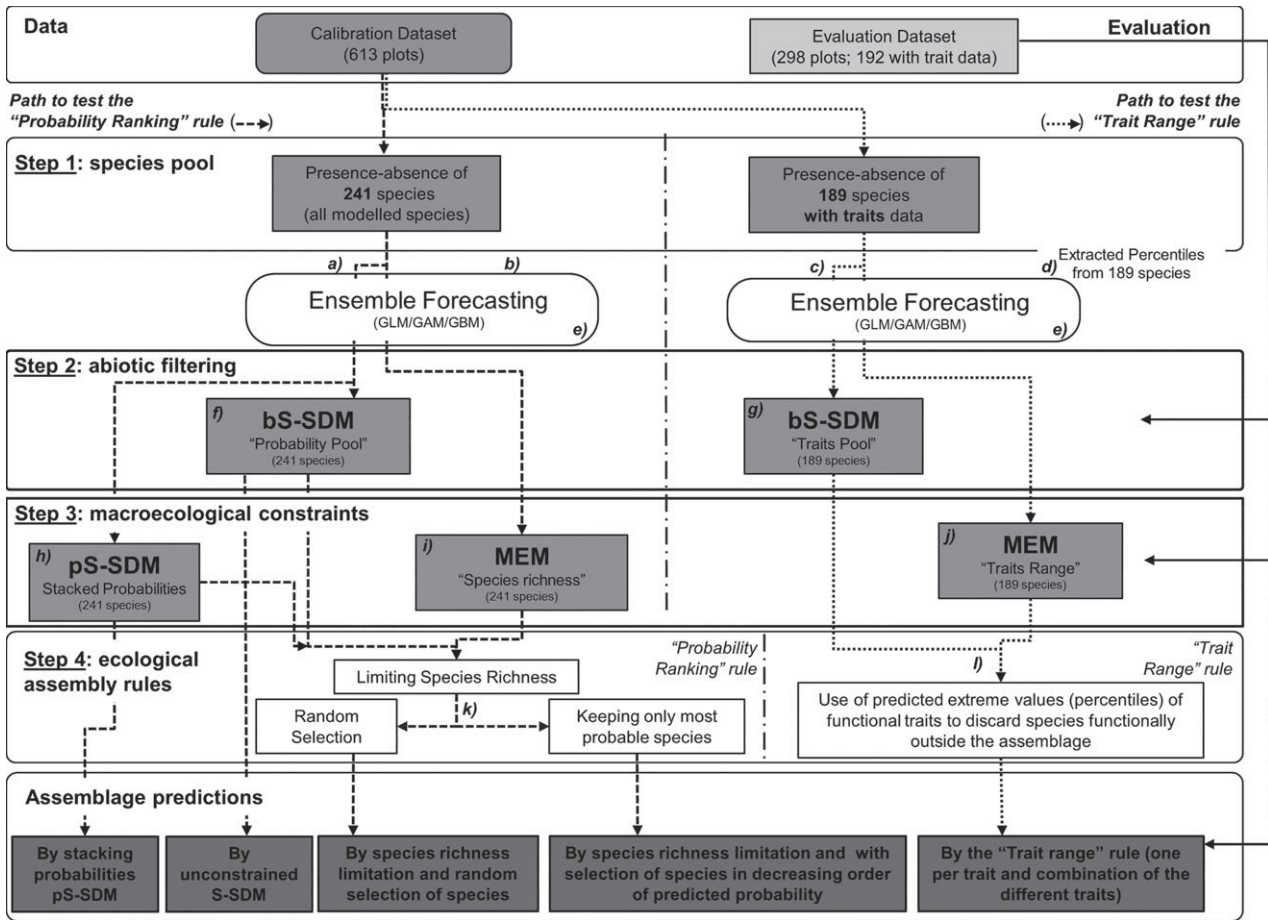 Data
Calibration Dataset
(613 plots)
Evaluation Dataset
(298 plots; 192 with trait data)
Evaluation
Path to test the
“Probability Ranking” rule (---→)
Path to test the
(·····→) “Trait Range” rule
Step 1: species pool
Presence-absence of
241 species
(all modelled species)
Presence-absence of
189 species
with traits data
a)
b)
c)
d)
Extracted Percentiles
from 189 species
Ensemble Forecasting
(GLM/GAM/GBM)
e)
Ensemble Forecasting
(GLM/GAM/GBM)
e)
Step 2: abiotic filtering
f)
bS-SDM
“Probability Pool”
(241 species)
g)
bS-SDM
“Traits Pool”
(189 species)
Step 3: macroecological constraints
h)
pS-SDM
Stacked Probabilities
(241 species)
i)
MEM
“Species richness”
(241 species)
j)
MEM
“Traits Range”
(189 species)
Step 4: ecological
assembly rules
“Probability
Ranking” rule
“Trait
Range” rule
Limiting Species Richness
k)
l)
Random
Selection
Keeping only most
probable species
Use of predicted extreme values (percentiles) of
functional traits to discard species functionally
outside the assemblage
Assemblage predictions
By stacking
probabilities
pS-SDM
By
unconstrained
S-SDM
By species richness
limitation and random
selection of species
By species richness limitation and with
selection of species in decreasing order
of predicted probability
By the “Trait range” rule (one
per trait and combination of the
different traits)